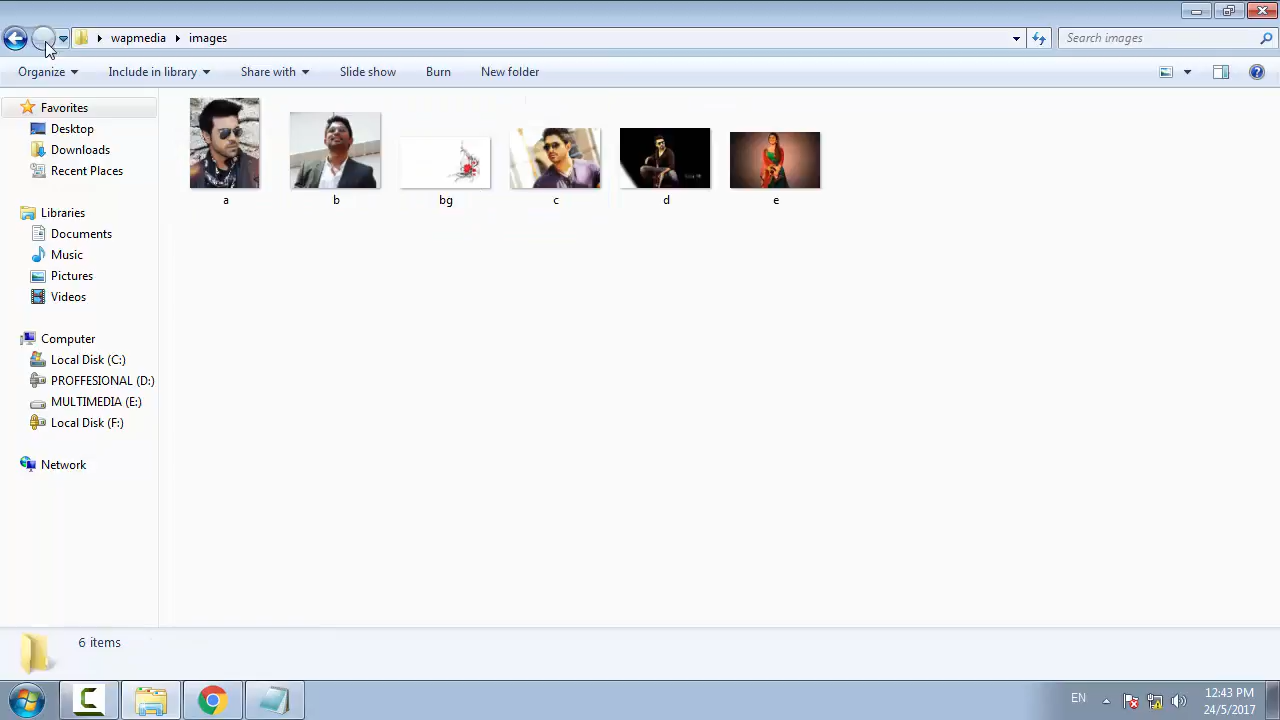 wapmedia images
Search images
Organize Include in library Share with Slide show Burn New folder
Favorites
Desktop
Downloads
Recent Places
Libraries
Documents
Music
Pictures
Videos
Computer
Local Disk (C:)
PROFFESIONAL (D:)
MULTIMEDIA (E:)
Local Disk (F:)
Network
a b bg c d e
6 items
EN
12:43 PM
24/5/2017